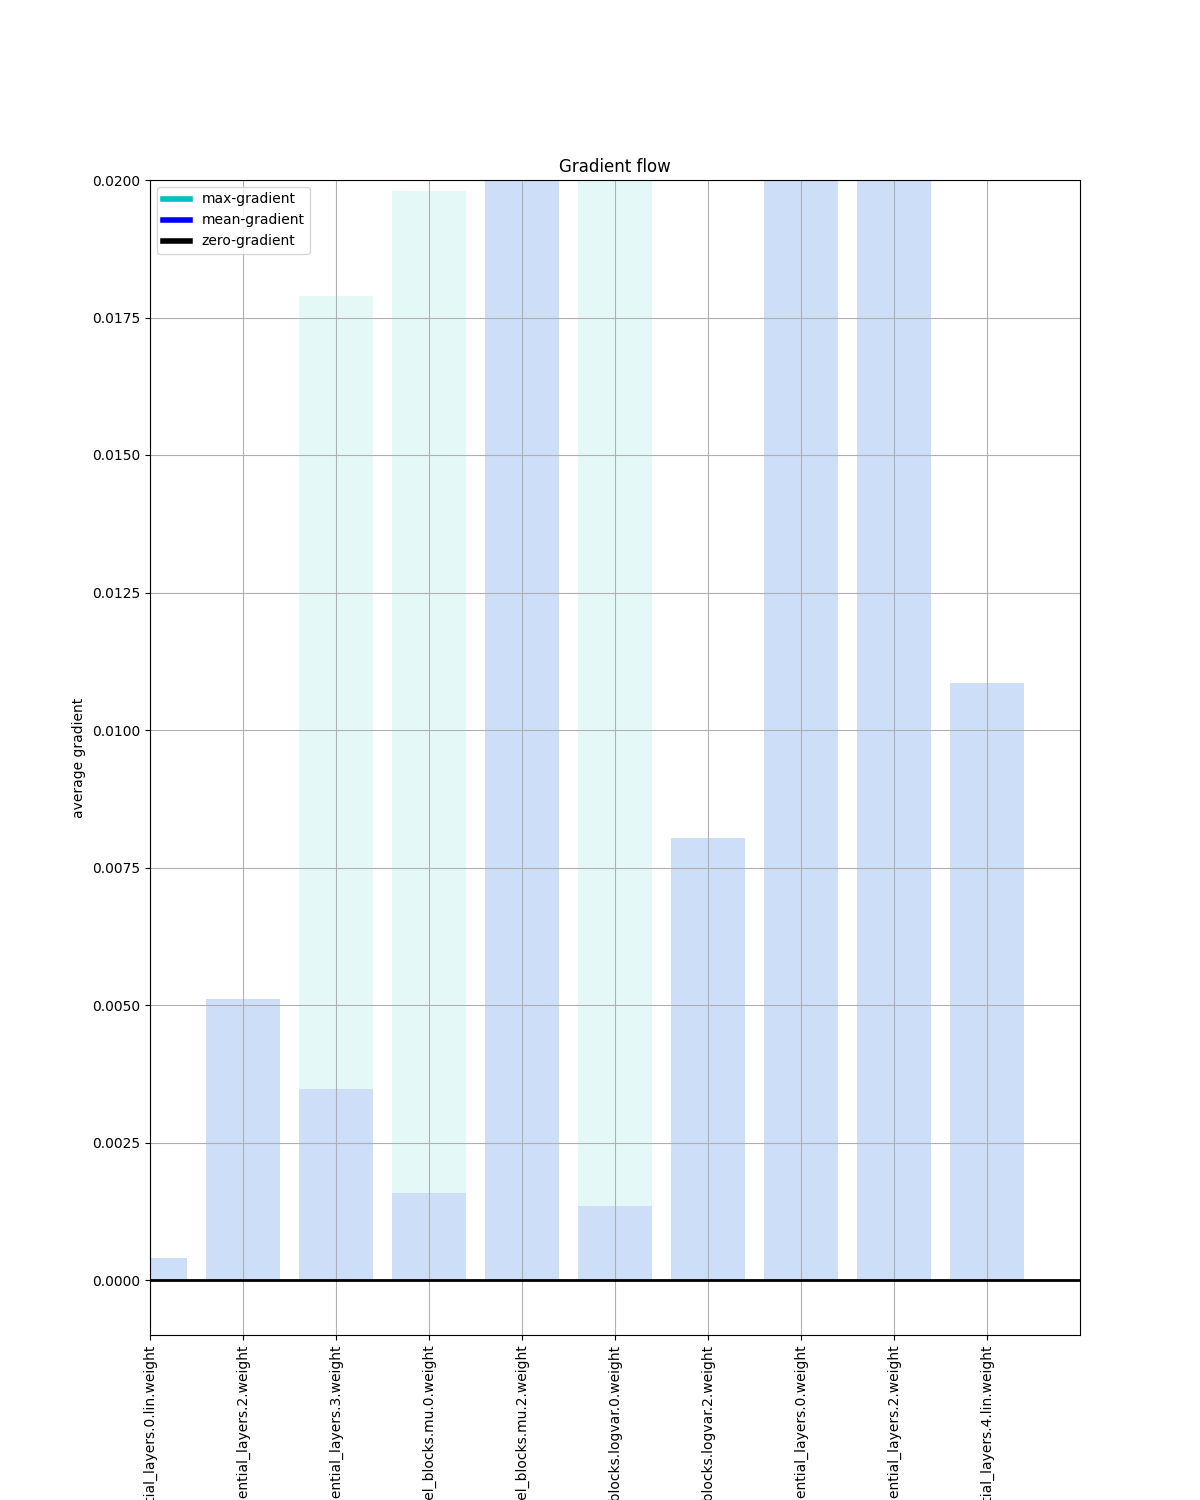 Gradient flow
max-gradient
mean-gradient
zero-gradient
average gradient
0.0200
0.0175
0.0150
0.0125
0.0100
0.0075
0.0050
0.0025
0.0000
tial_layers.0.lin.weight
ential_layers.2.weight
ential_layers.3.weight
el_blocks.mu.0.weight
el_blocks.mu.2.weight
blocks.logvar.0.weight
blocks.logvar.2.weight
ential_layers.0.weight
ential_layers.2.weight
tial_layers.4.lin.weight